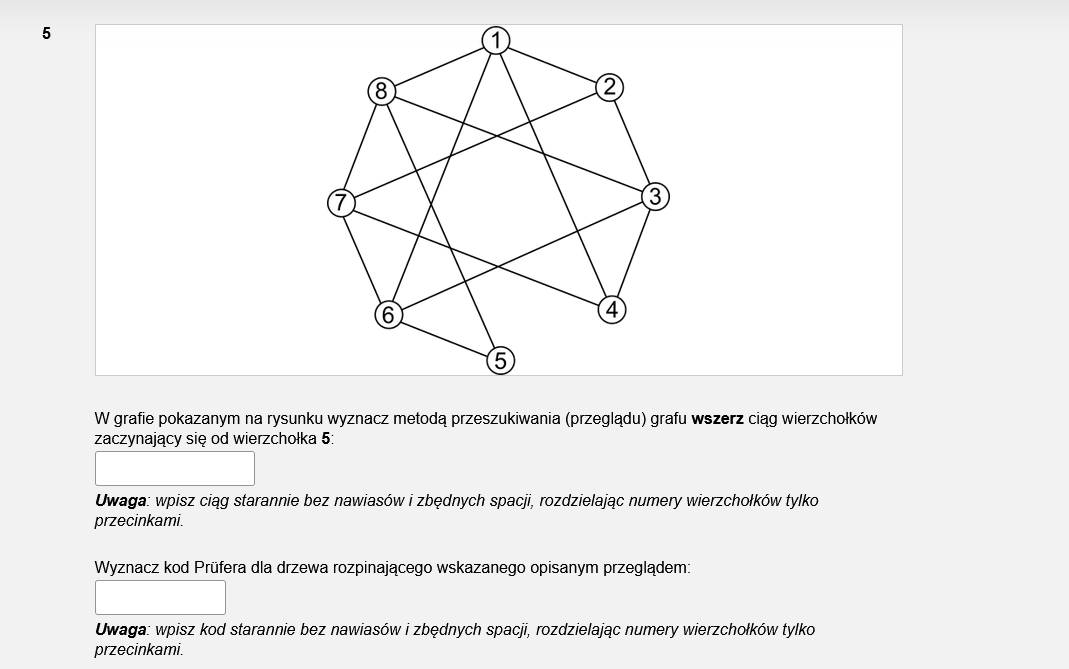 5
1
8
2
7
3
6
4
5
W grafie pokazanym na rysunku wyznacz metodą przeszukiwania (przeglądu) grafu wszerz ciąg wierzchołków
zaczynający się od wierzchołka 5:
Uwaga: wpisz ciąg starannie bez nawiasów i zbędnych spacji, rozdzielając numery wierzchołków tylko
przecinkami.
Wyznacz kod Prüfera dla drzewa rozpinającego wskazanego opisanym przeglądem:
Uwaga: wpisz kod starannie bez nawiasów i zbędnych spacji, rozdzielając numery wierzchołków tylko
przecinkami.